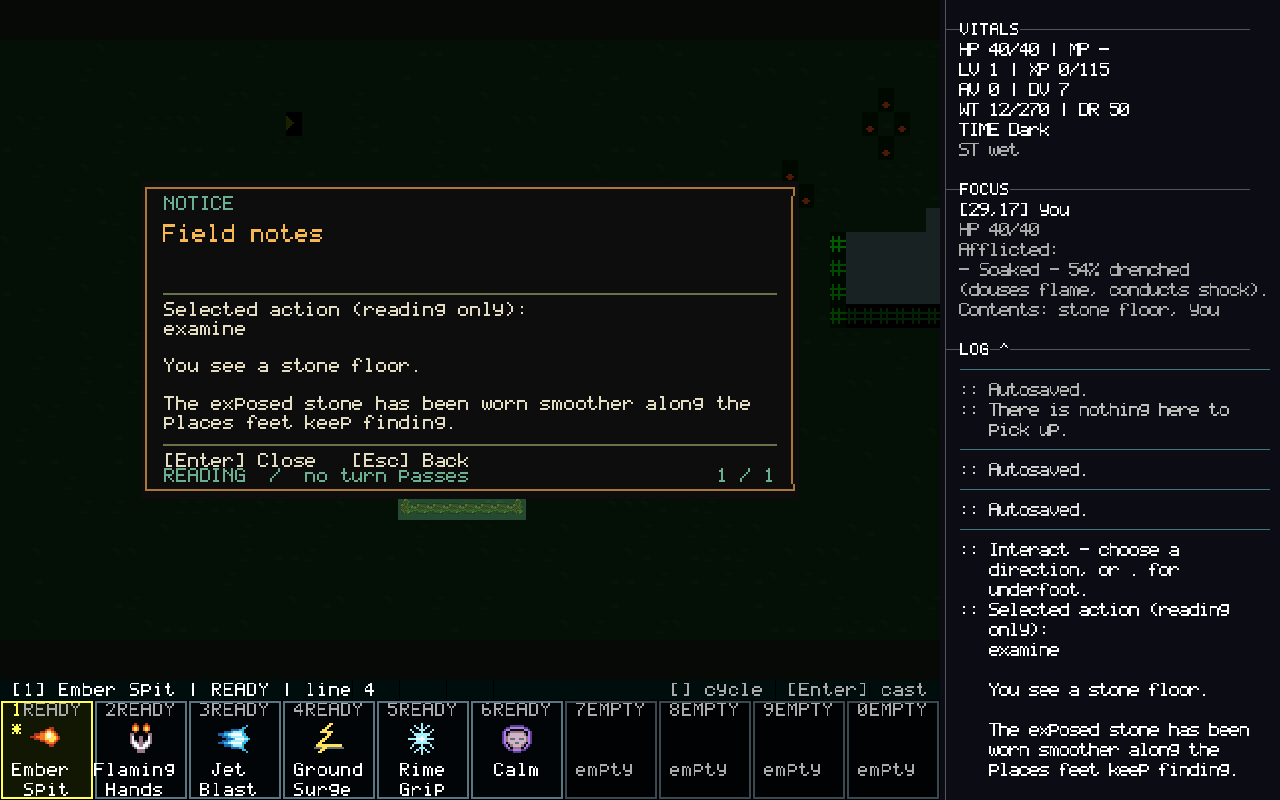 NOTICE
Field notes
Selected action (reading only):
examine
You see a stone floor.
The exposed stone has been worn smoother along the
places feet keep finding.
[Enter] Close [Esc] Back
READING / no turn passes 1 / 1
[1] Ember Spit | READY | line 4 [] cycle [Enter] cast
1READY 2READY 3READY 4READY 5READY 6READY 7EMPTY 8EMPTY 9EMPTY 0EMPTY
*
Ember Flaming Jet Ground Rime Calm empty empty empty empty
Spit Hands Blast Surge Grip
VITALS
HP 40/40 | MP -
LV 1 | XP 0/115
AV 0 | DV 7
WT 12/270 | DR 50
TIME Dark
ST wet
FOCUS
[29,17] You
HP 40/40
Afflicted:
- Soaked - 54% drenched
(douses flame, conducts shock).
Contents: stone floor, you
LOG ^
:: Autosaved.
:: There is nothing here to
pick up.
:: Autosaved.
:: Autosaved.
:: Interact - choose a
direction, or . for
underfoot.
:: Selected action (reading
only):
examine
You see a stone floor.
The exposed stone has been
worn smoother along the
places feet keep finding.